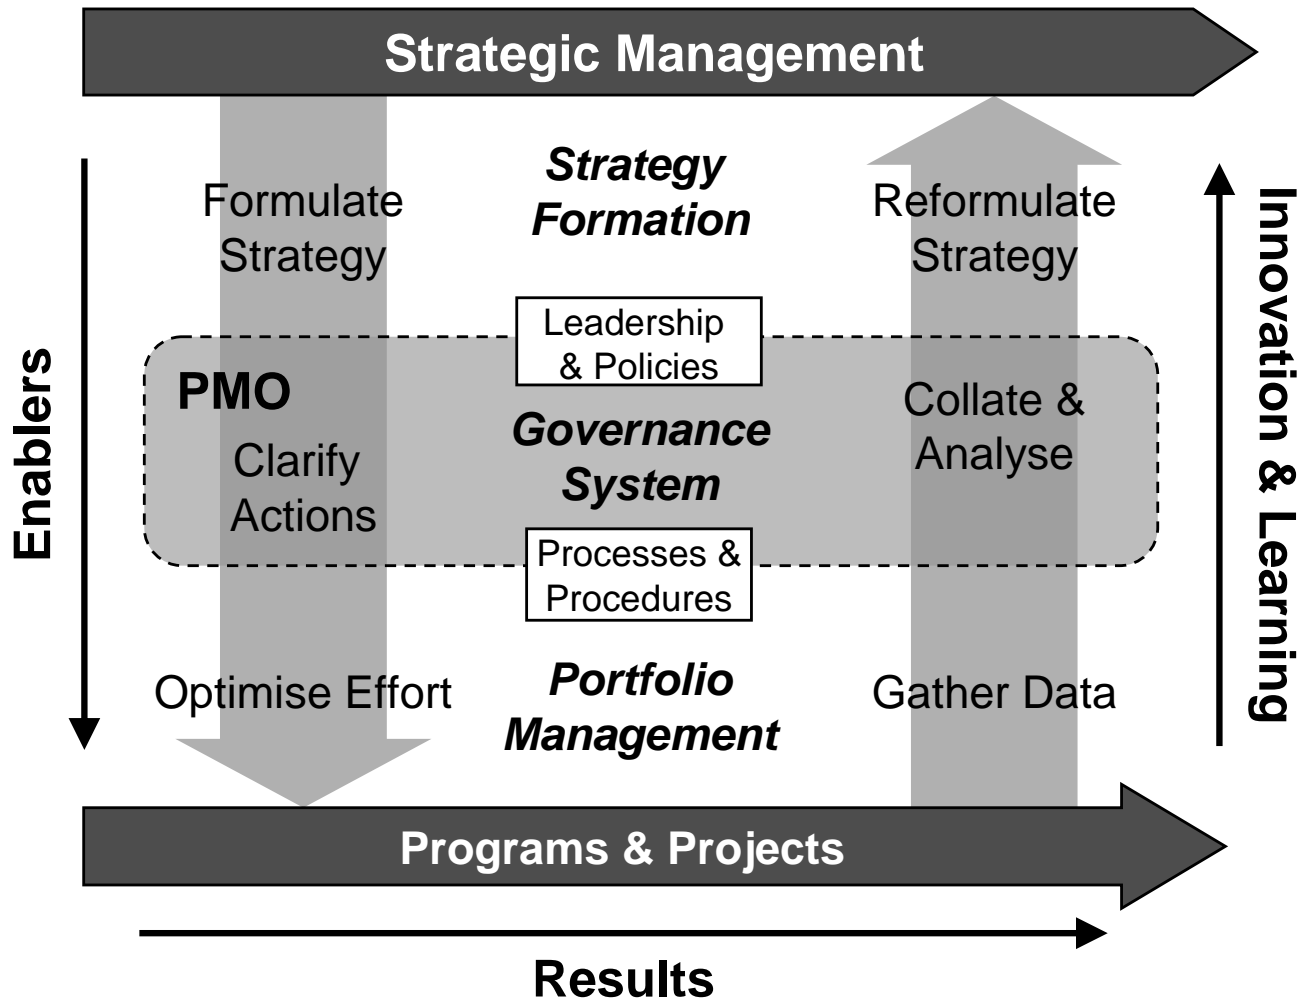 Strategic Management
Formulate
Strategy
Strategy
Formation
Reformulate
Strategy
Leadership
& Policies
PMO
Clarify
Actions
Governance
System
Collate &
Analyse
Processes &
Procedures
Optimise Effort
Portfolio
Management
Gather Data
Enablers
Innovation & Learning
Programs & Projects
Results